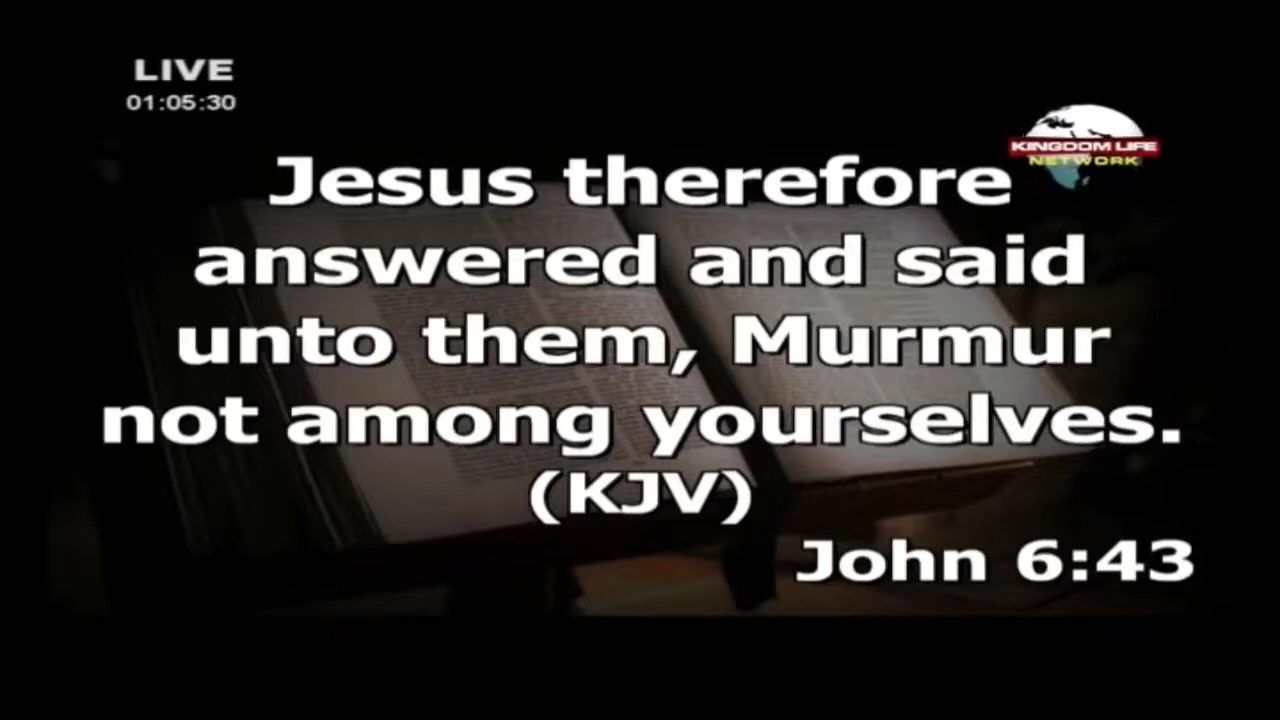 LIVE
01:05:30
KINGDOM LIFE
NETWORK
Jesus therefore
answered and said
unto them, Murmur
not among yourselves.
(KJV)
John 6:43